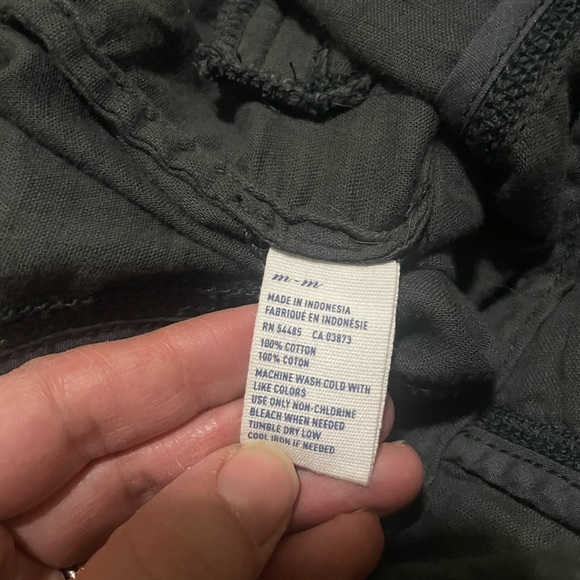 m-m
MADE IN INDONESIA
FABRIQUÉ EN INDONÉSIE
RN 54485 CA 03873
100% COTTON
100% COTON
MACHINE WASH COLD WITH
LIKE COLORS
USE ONLY NON-CHLORINE
BLEACH WHEN NEEDED
TUMBLE DRY LOW
COOL IRON IF NEEDED